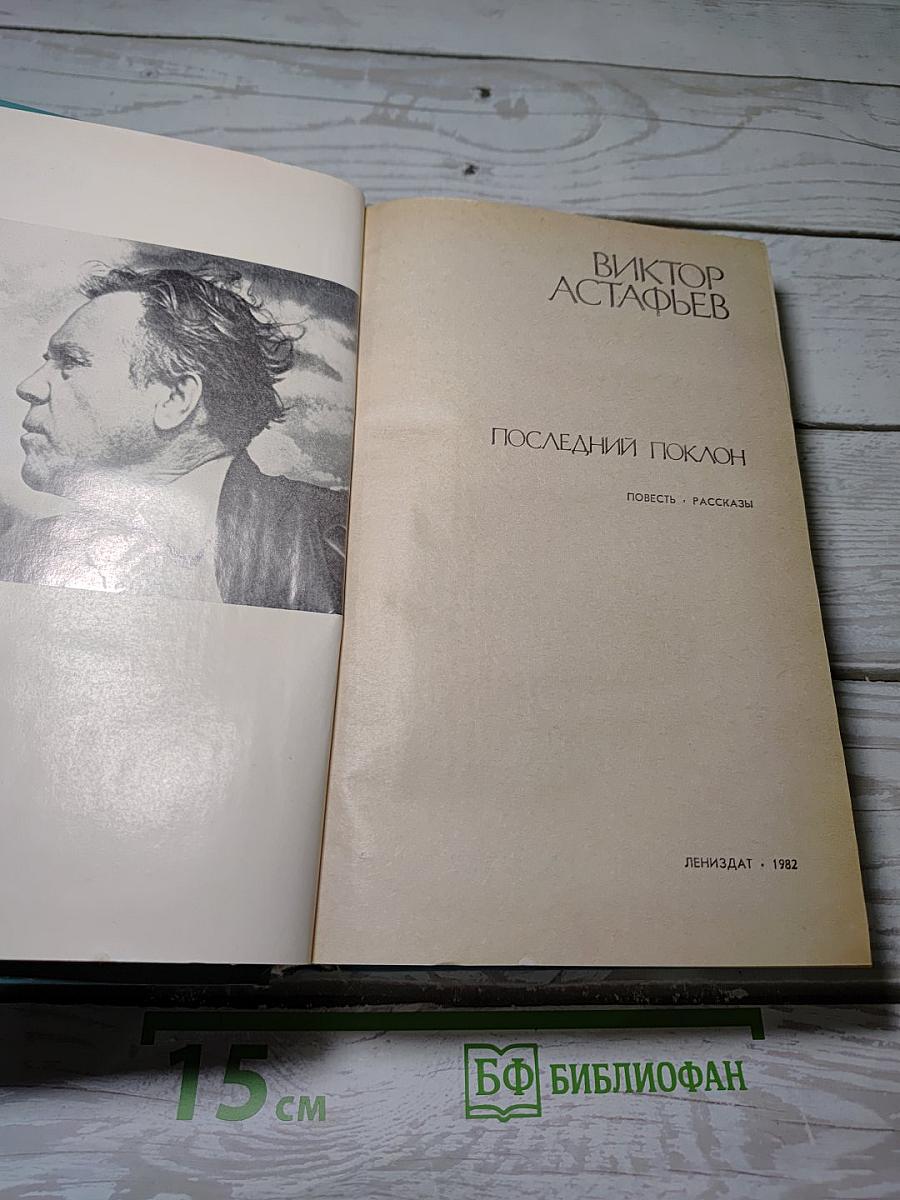 ВИКТОР
АСТАФЬЕВ
ПОСЛЕДНИЙ ПОКЛОН
ПОВЕСТЬ · РАССКАЗЫ
ЛЕНИЗДАТ · 1982
15 см
БФ БИБЛИОФАН